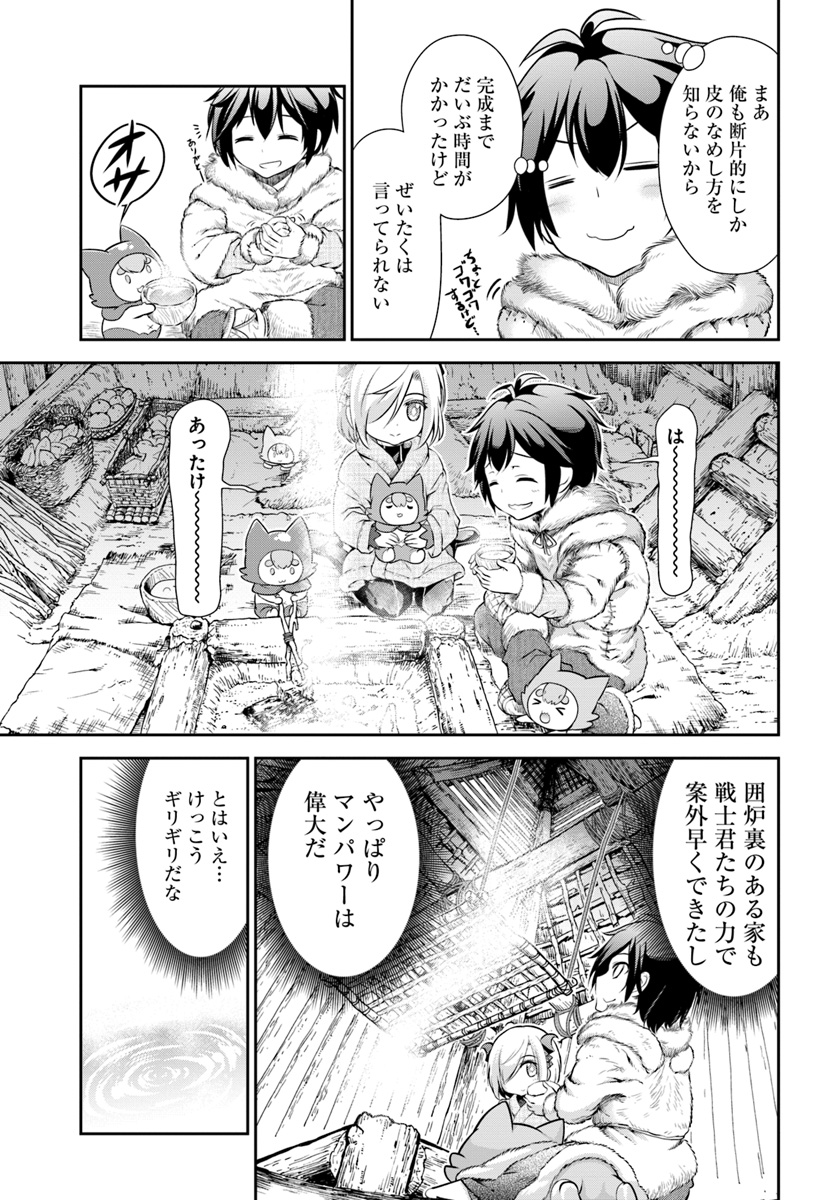 まあ
俺も断片的にしか
皮のなめし方を
知らないから
完成まで
だいぶ時間が
かかったけど
ぜいたくは
言ってられない
ちょっと
ゴワゴワ
するけど…
ありがと
オサ
は〜〜〜〜〜
あったけ〜〜〜〜〜
囲炉裏のある家も
戦士君たちの力で
案外早くできたし
やっぱり
マンパワーは
偉大だ
とはいえ…
けっこう
ギリギリだな